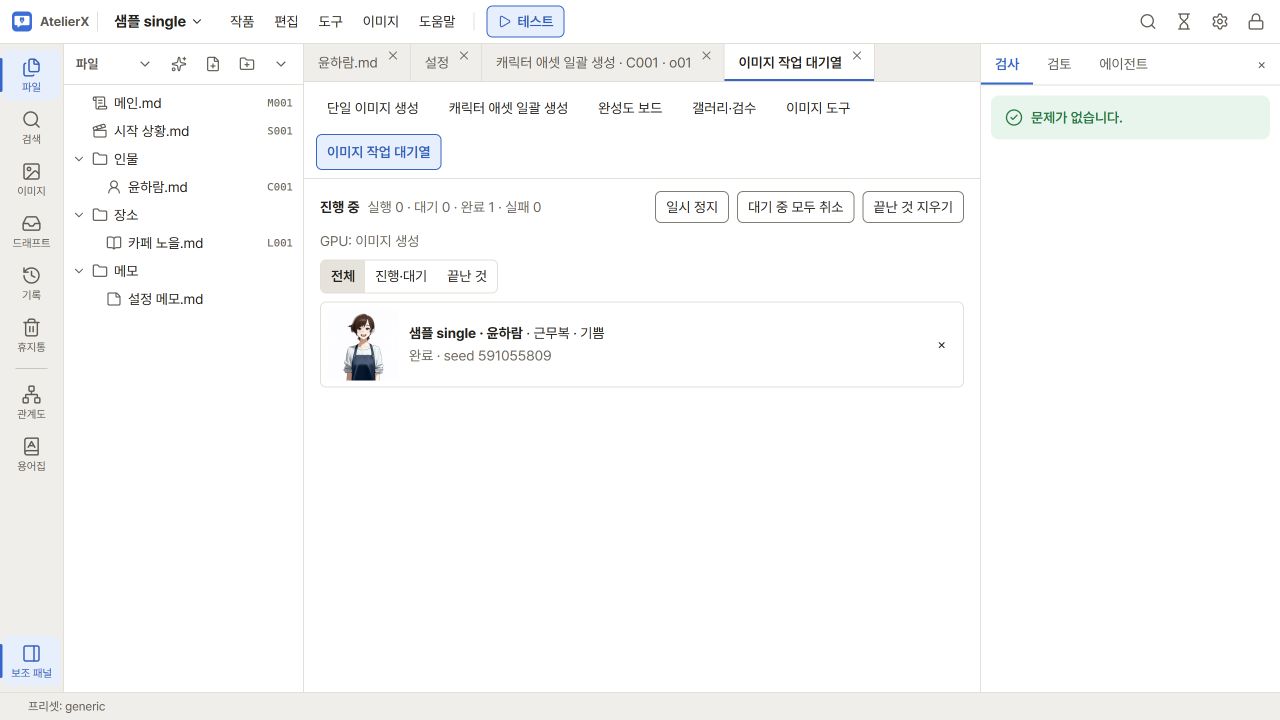 AtelierX 샘플 single 작품 편집 도구 이미지 도움말 테스트
파일
검색
이미지
드래프트
기록
휴지통
관계도
용어집
보조 패널
파일
메인.md M001
시작 상황.md S001
인물
윤하람.md C001
장소
카페 노을.md L001
메모
설정 메모.md
윤하람.md 설정 캐릭터 애셋 일괄 생성 · C001 · o01 이미지 작업 대기열
단일 이미지 생성 캐릭터 애셋 일괄 생성 완성도 보드 갤러리·검수 이미지 도구
이미지 작업 대기열
진행 중 실행 0 · 대기 0 · 완료 1 · 실패 0 일시 정지 대기 중 모두 취소 끝난 것 지우기
GPU: 이미지 생성
전체 진행·대기 끝난 것
샘플 single · 윤하람 · 근무복 · 기쁨
완료 · seed 591055809
검사 검토 에이전트
문제가 없습니다.
프리셋: generic